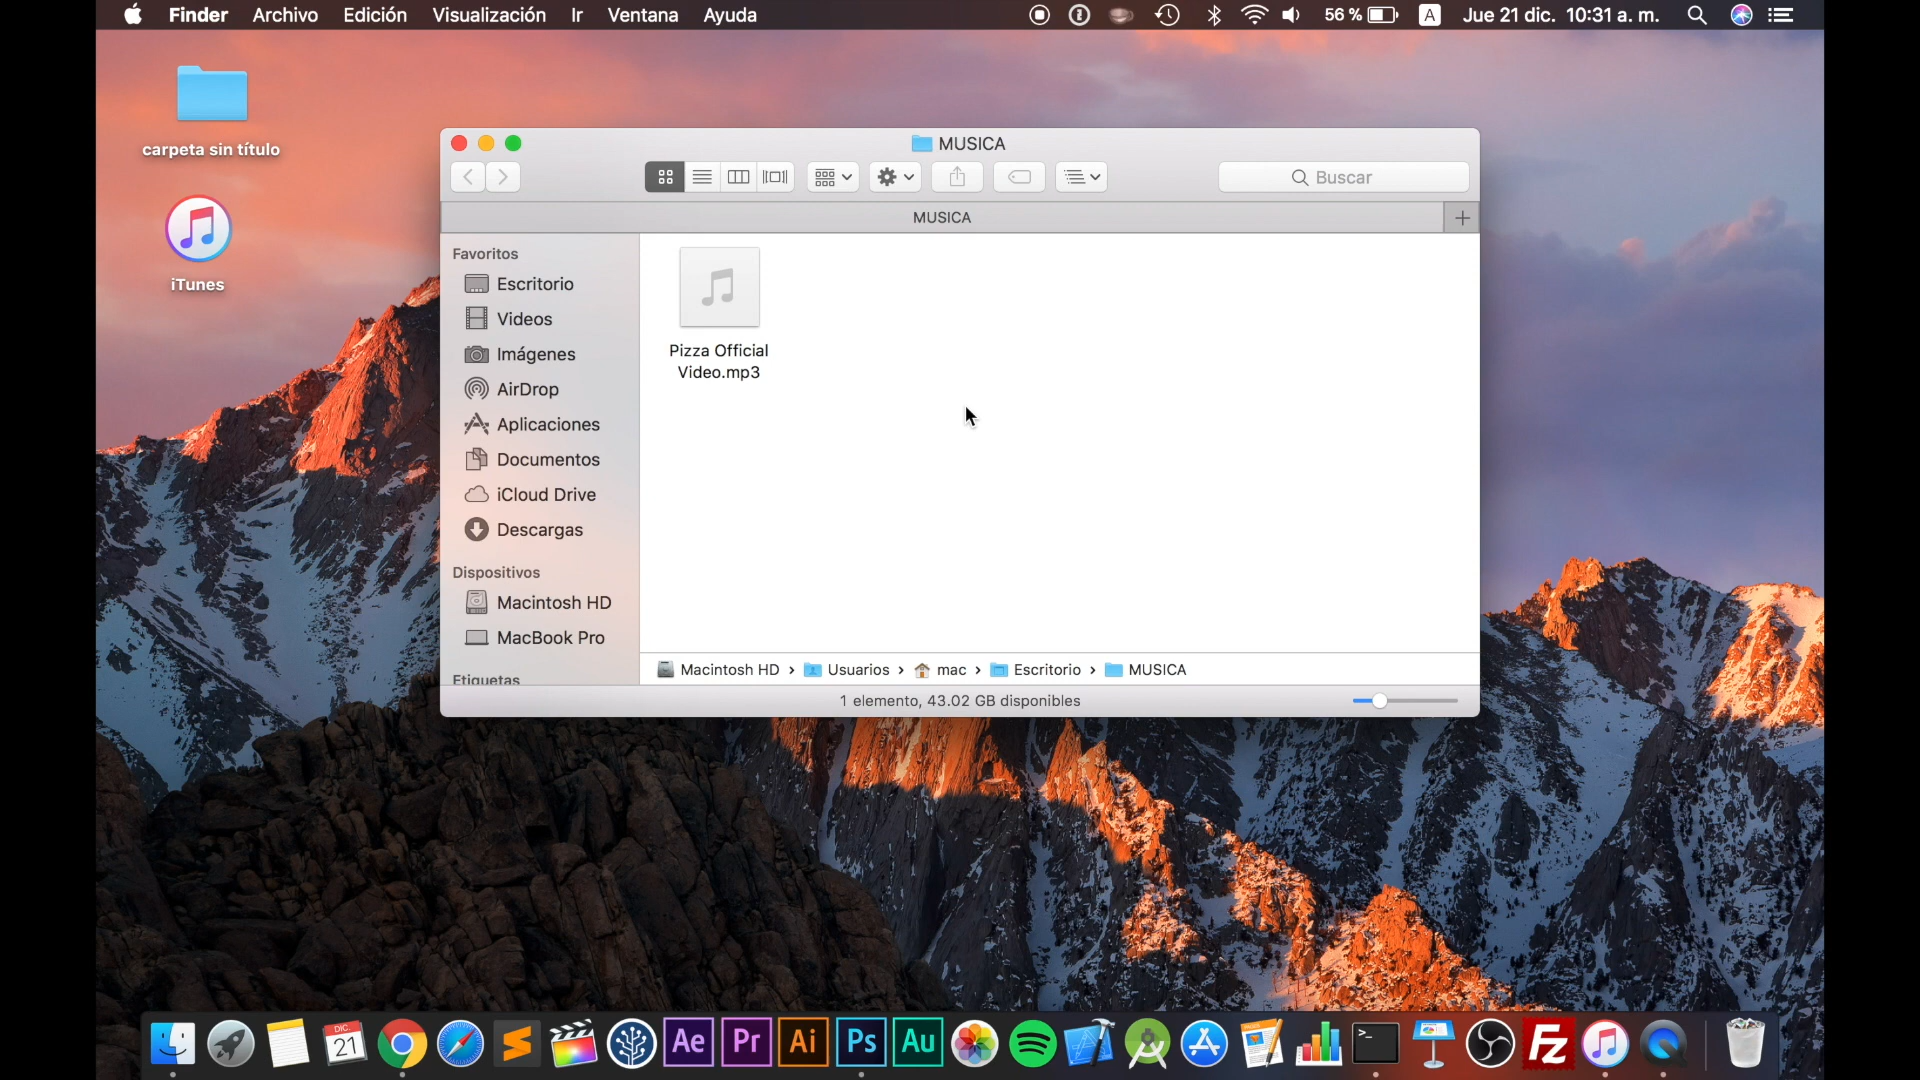 Finder Archivo Edición Visualización Ir Ventana Ayuda 56 % A Jue 21 dic. 10:31 a. m.
carpeta sin título
iTunes
MUSICA
Buscar
MUSICA +
Favoritos
Escritorio
Videos
Imágenes
AirDrop
Aplicaciones
Documentos
iCloud Drive
Descargas
Dispositivos
Macintosh HD
MacBook Pro
Etiquetas
Pizza Official
Video.mp3
Macintosh HD › Usuarios › mac › Escritorio › MUSICA
1 elemento, 43.02 GB disponibles
DIC.
21
Ae Pr Ai Ps Au
PAGES
>_
Fz